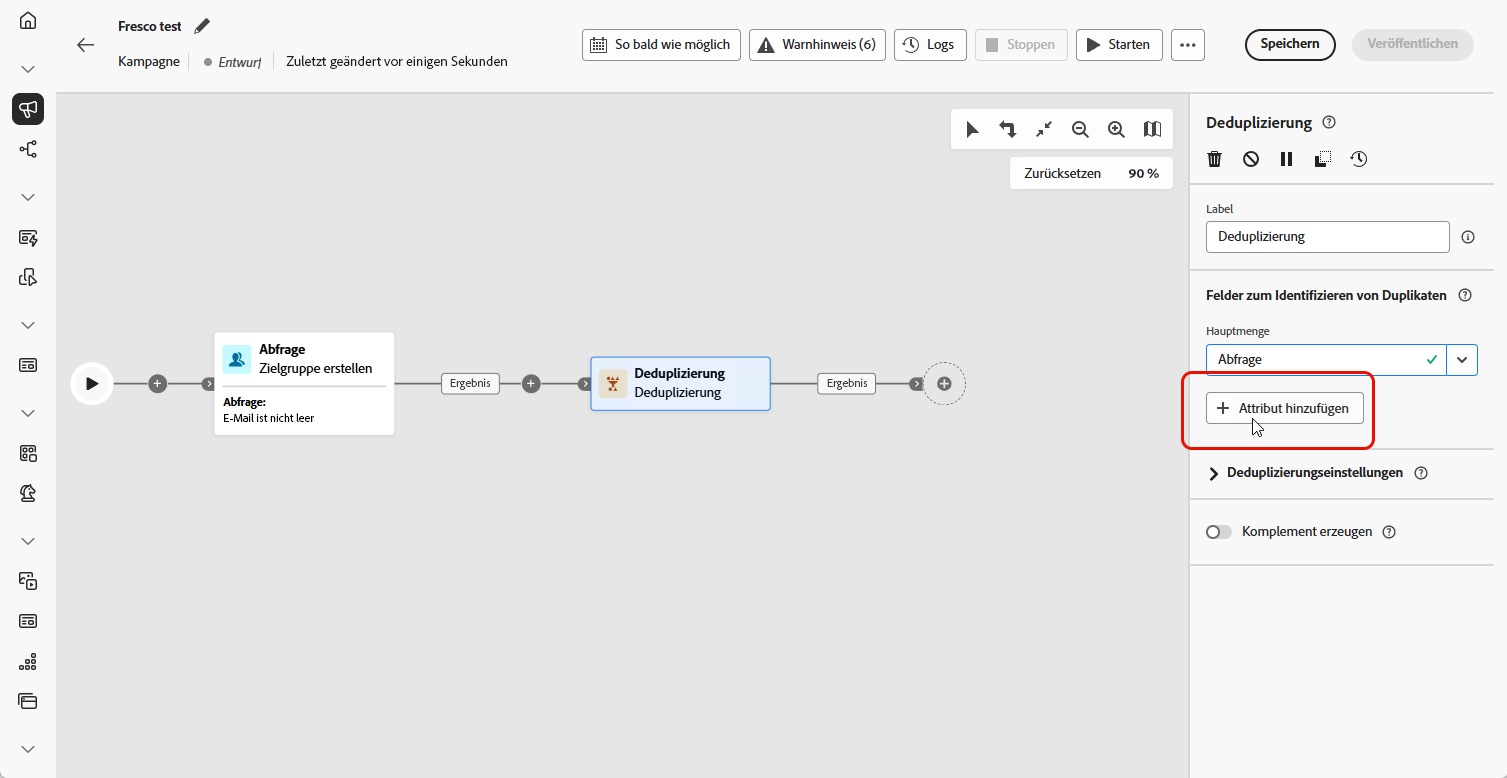 Fresco test
Kampagne
Entwurf
Zuletzt geändert vor einigen Sekunden
So bald wie möglich
Warnhinweis (6)
Logs
Stoppen
Starten
Speichern
Veröffentlichen
Zurücksetzen
90 %
Abfrage
Zielgruppe erstellen
Abfrage:
E-Mail ist nicht leer
Ergebnis
Deduplizierung
Deduplizierung
Ergebnis
Deduplizierung
Label
Deduplizierung
Felder zum Identifizieren von Duplikaten
Hauptmenge
Abfrage
Attribut hinzufügen
Deduplizierungseinstellungen
Komplement erzeugen